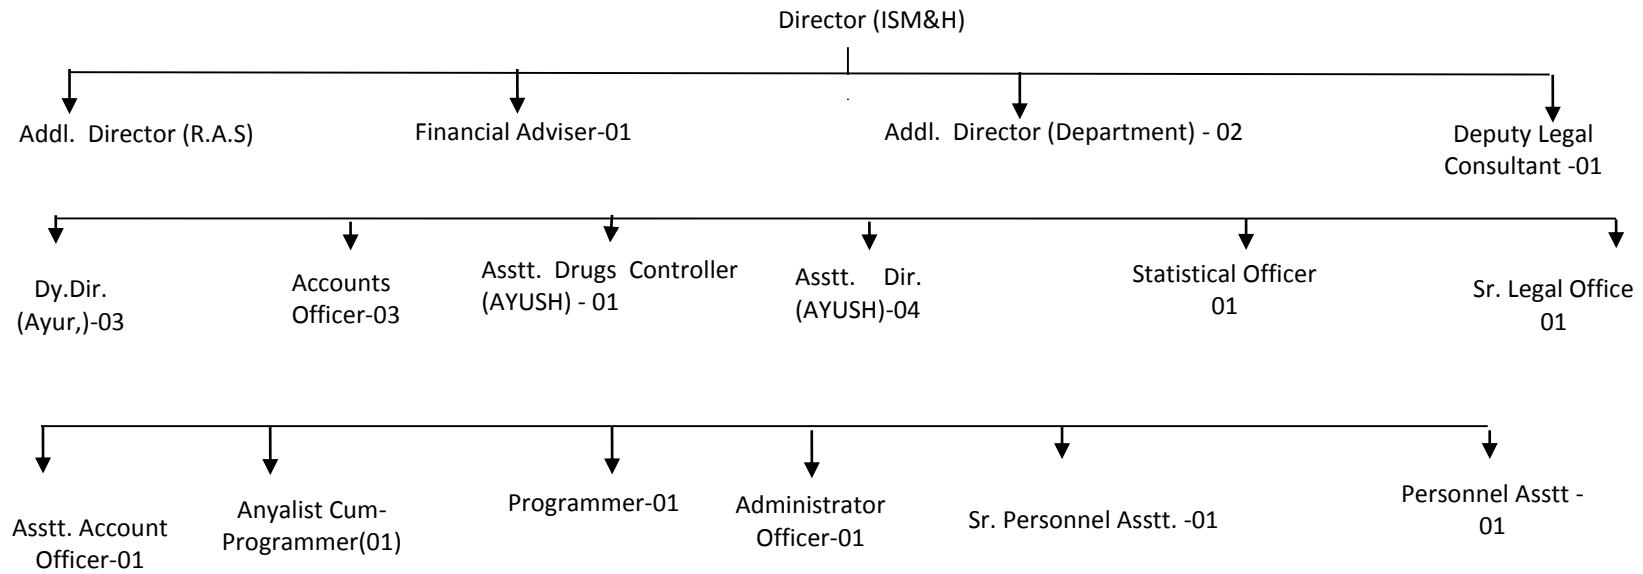 Director (ISM&H)
Addl. Director (R.A.S)
Financial Adviser-01
Addl. Director (Department) - 02
Deputy Legal
Consultant -01
Dy.Dir.
(Ayur,)-03
Accounts
Officer-03
Asstt. Drugs Controller
(AYUSH) - 01
Asstt. Dir.
(AYUSH)-04
Statistical Officer
01
Sr. Legal Office
01
Asstt. Account
Officer-01
Anyalist Cum-
Programmer(01)
Programmer-01
Administrator
Officer-01
Sr. Personnel Asstt. -01
Personnel Asstt -
01